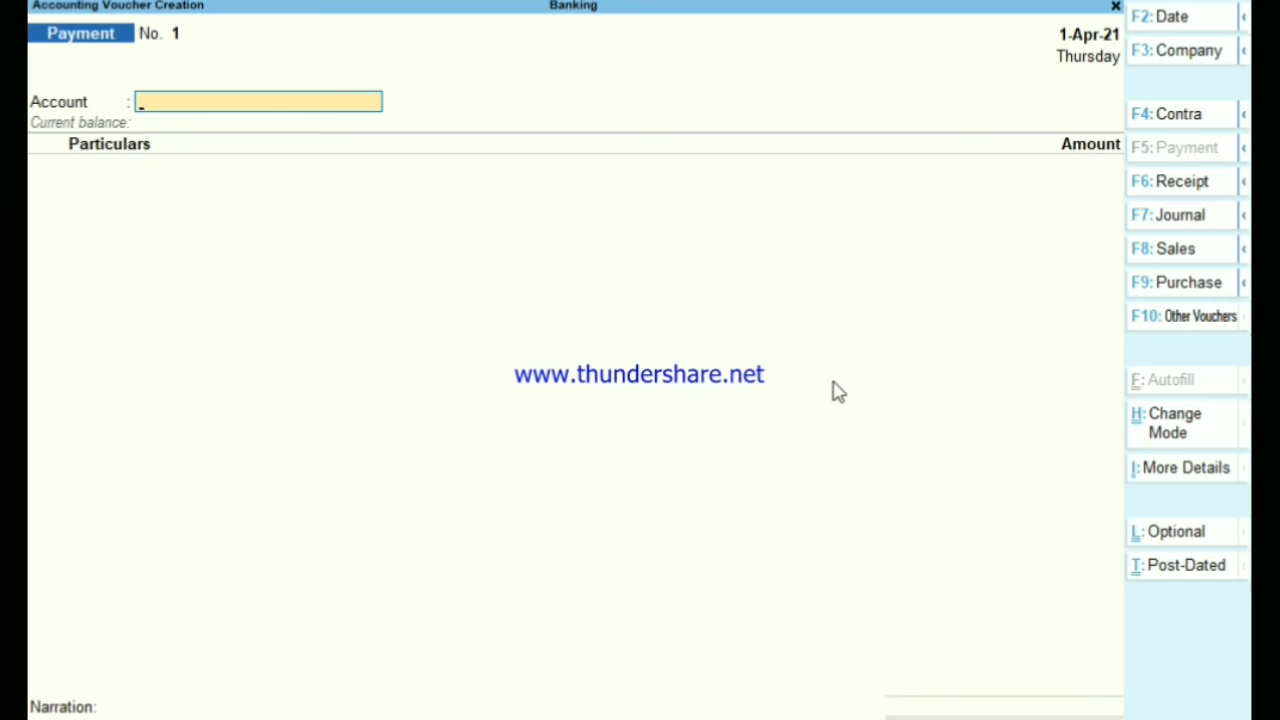 Accounting Voucher Creation Banking x
Payment No. 1 1-Apr-21
Thursday
Account :
Current balance:
Particulars Amount
www.thundershare.net
Narration:
F2: Date
F3: Company
F4: Contra
F5: Payment
F6: Receipt
F7: Journal
F8: Sales
F9: Purchase
F10: Other Vouchers
F: Autofill
H: Change
Mode
I: More Details
L: Optional
T: Post-Dated